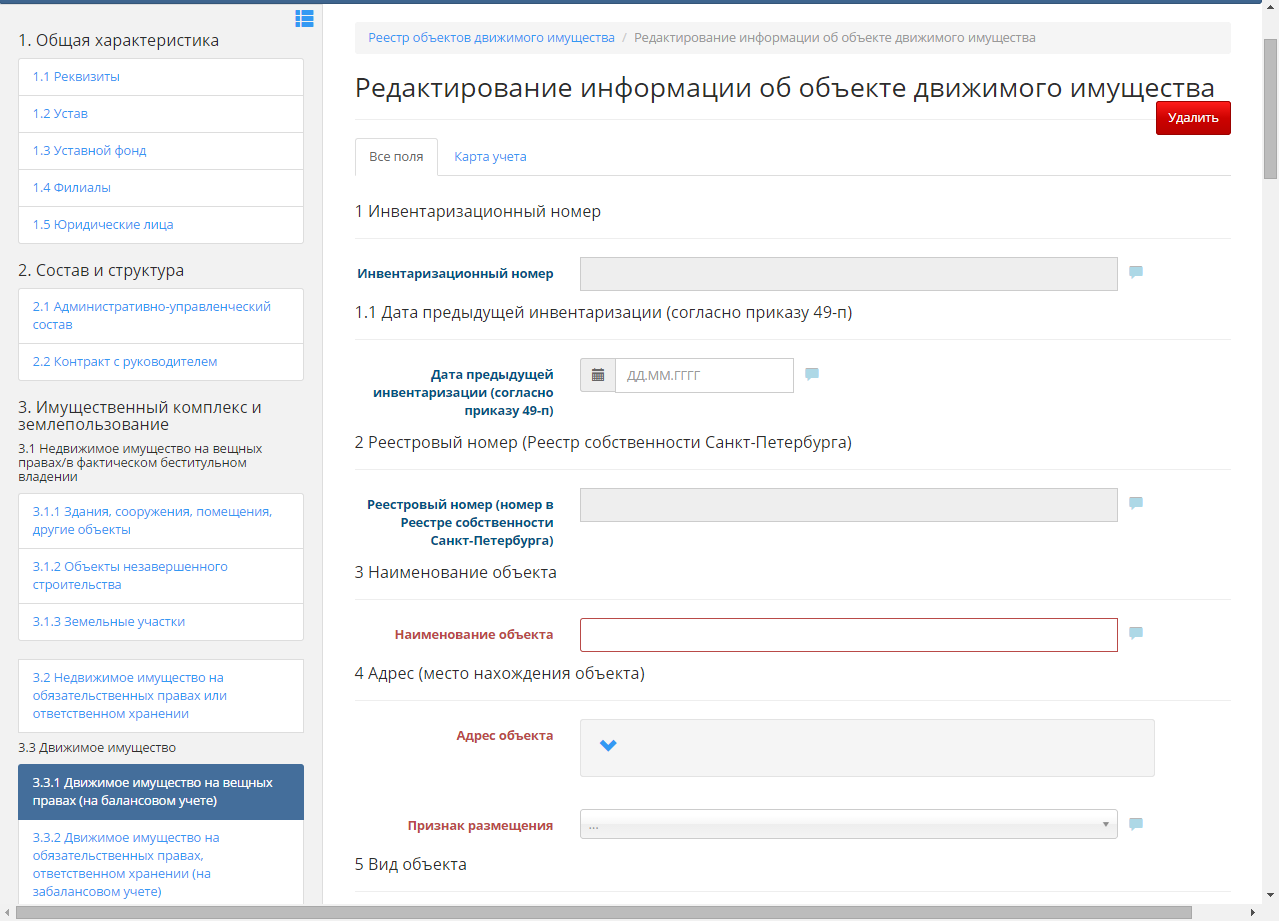 1. Общая характеристика
1.1 Реквизиты
1.2 Устав
1.3 Уставной фонд
1.4 Филиалы
1.5 Юридические лица
2. Состав и структура
2.1 Административно-управленческий
состав
2.2 Контракт с руководителем
3. Имущественный комплекс и
землепользование
3.1 Недвижимое имущество на вещных
правах/в фактическом беститульном
владении
3.1.1 Здания, сооружения, помещения,
другие объекты
3.1.2 Объекты незавершенного
строительства
3.1.3 Земельные участки
3.2 Недвижимое имущество на
обязательственных правах или
ответственном хранении
3.3 Движимое имущество
3.3.1 Движимое имущество на вещных
правах (на балансовом учете)
3.3.2 Движимое имущество на
обязательственных правах,
ответственном хранении (на
забалансовом учете)
Реестр объектов движимого имущества / Редактирование информации об объекте движимого имущества
Редактирование информации об объекте движимого имущества
Удалить
Все поля Карта учета
1 Инвентаризационный номер
Инвентаризационный номер
1.1 Дата предыдущей инвентаризации (согласно приказу 49-п)
Дата предыдущей
инвентаризации (согласно
приказу 49-п)
ДД.ММ.ГГГГ
2 Реестровый номер (Реестр собственности Санкт-Петербурга)
Реестровый номер (номер в
Реестре собственности
Санкт-Петербурга)
3 Наименование объекта
Наименование объекта
4 Адрес (место нахождения объекта)
Адрес объекта
Признак размещения ...
5 Вид объекта